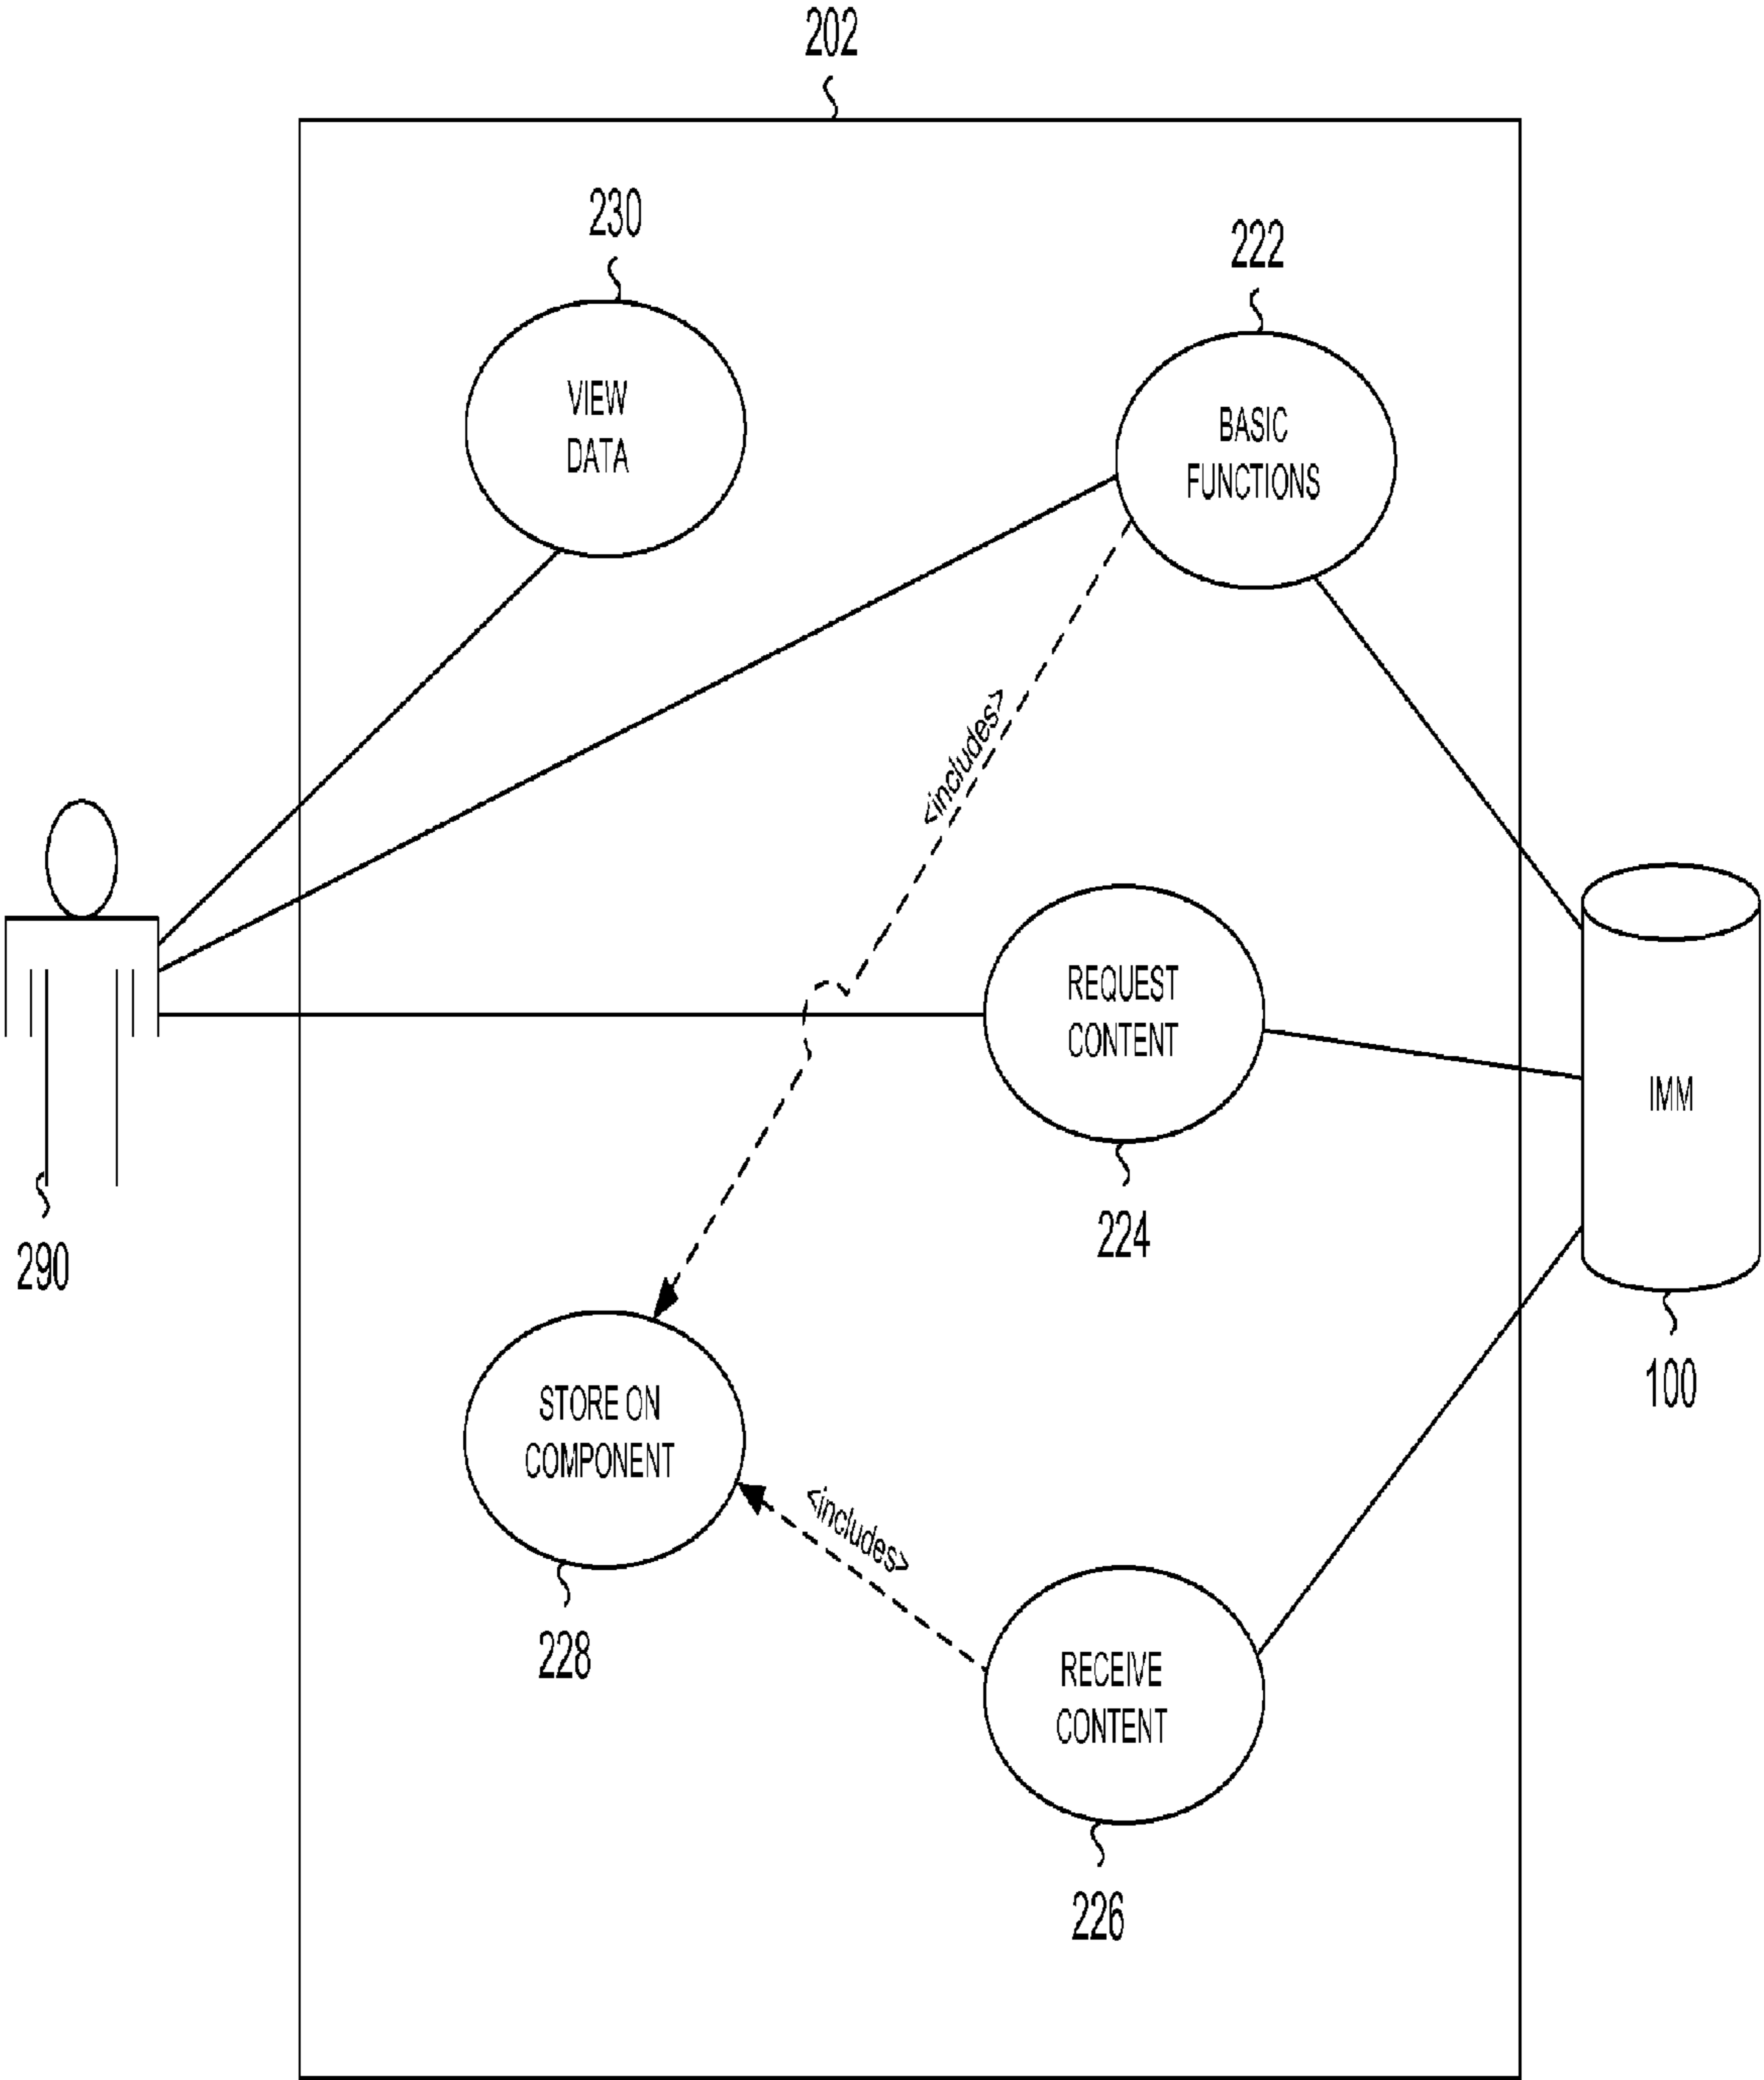 202
230
222
VIEW
DATA
BASIC
FUNCTIONS
<includes>
REQUEST
CONTENT
IMM
290
224
100
STORE ON
COMPONENT
<includes>
228
RECEIVE
CONTENT
226